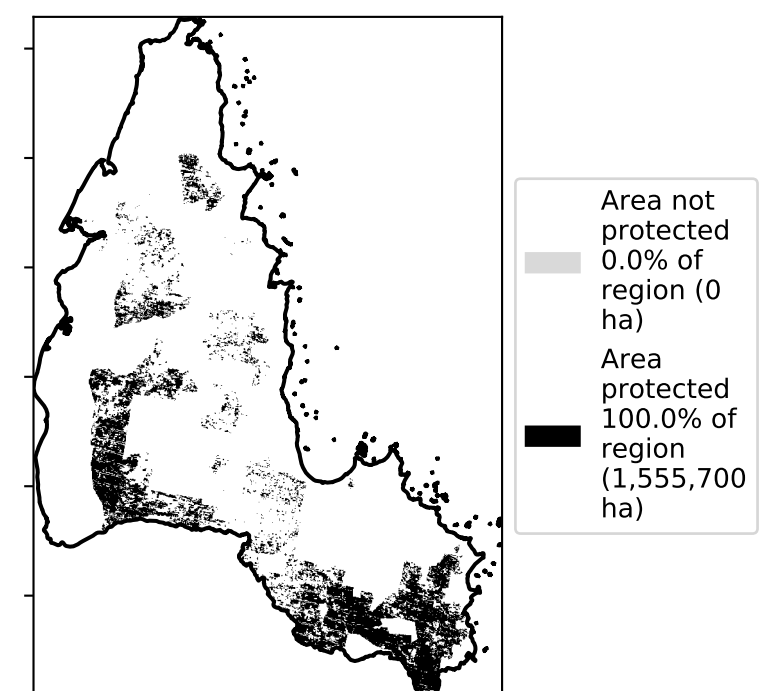 Area not
protected
0.0% of
region (0
ha)
Area
protected
100.0% of
region
(1,555,700
ha)